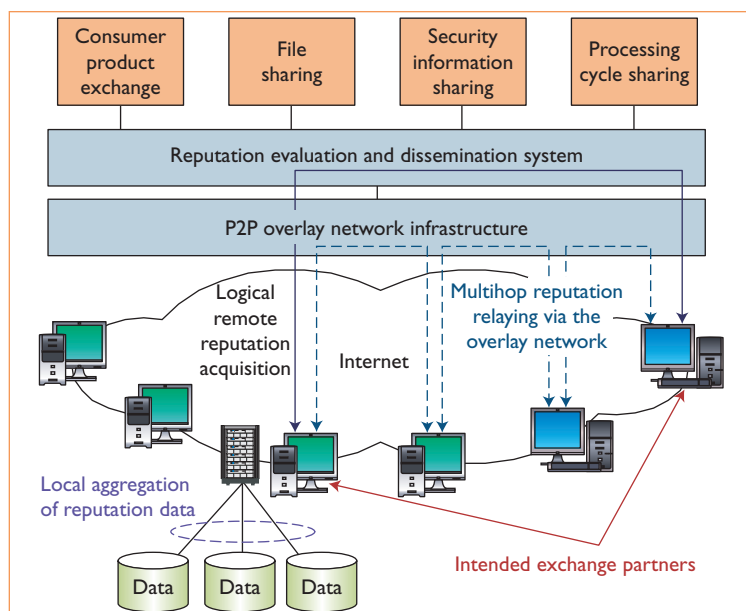 Consumer
product
exchange
File
sharing
Security
information
sharing
Processing
cycle sharing
Reputation evaluation and dissemination system
P2P overlay network infrastructure
Logical
remote
reputation
acquisition
Internet
Multihop reputation
relaying via the
overlay network
Local aggregation
of reputation data
Intended exchange partners
Data
Data
Data